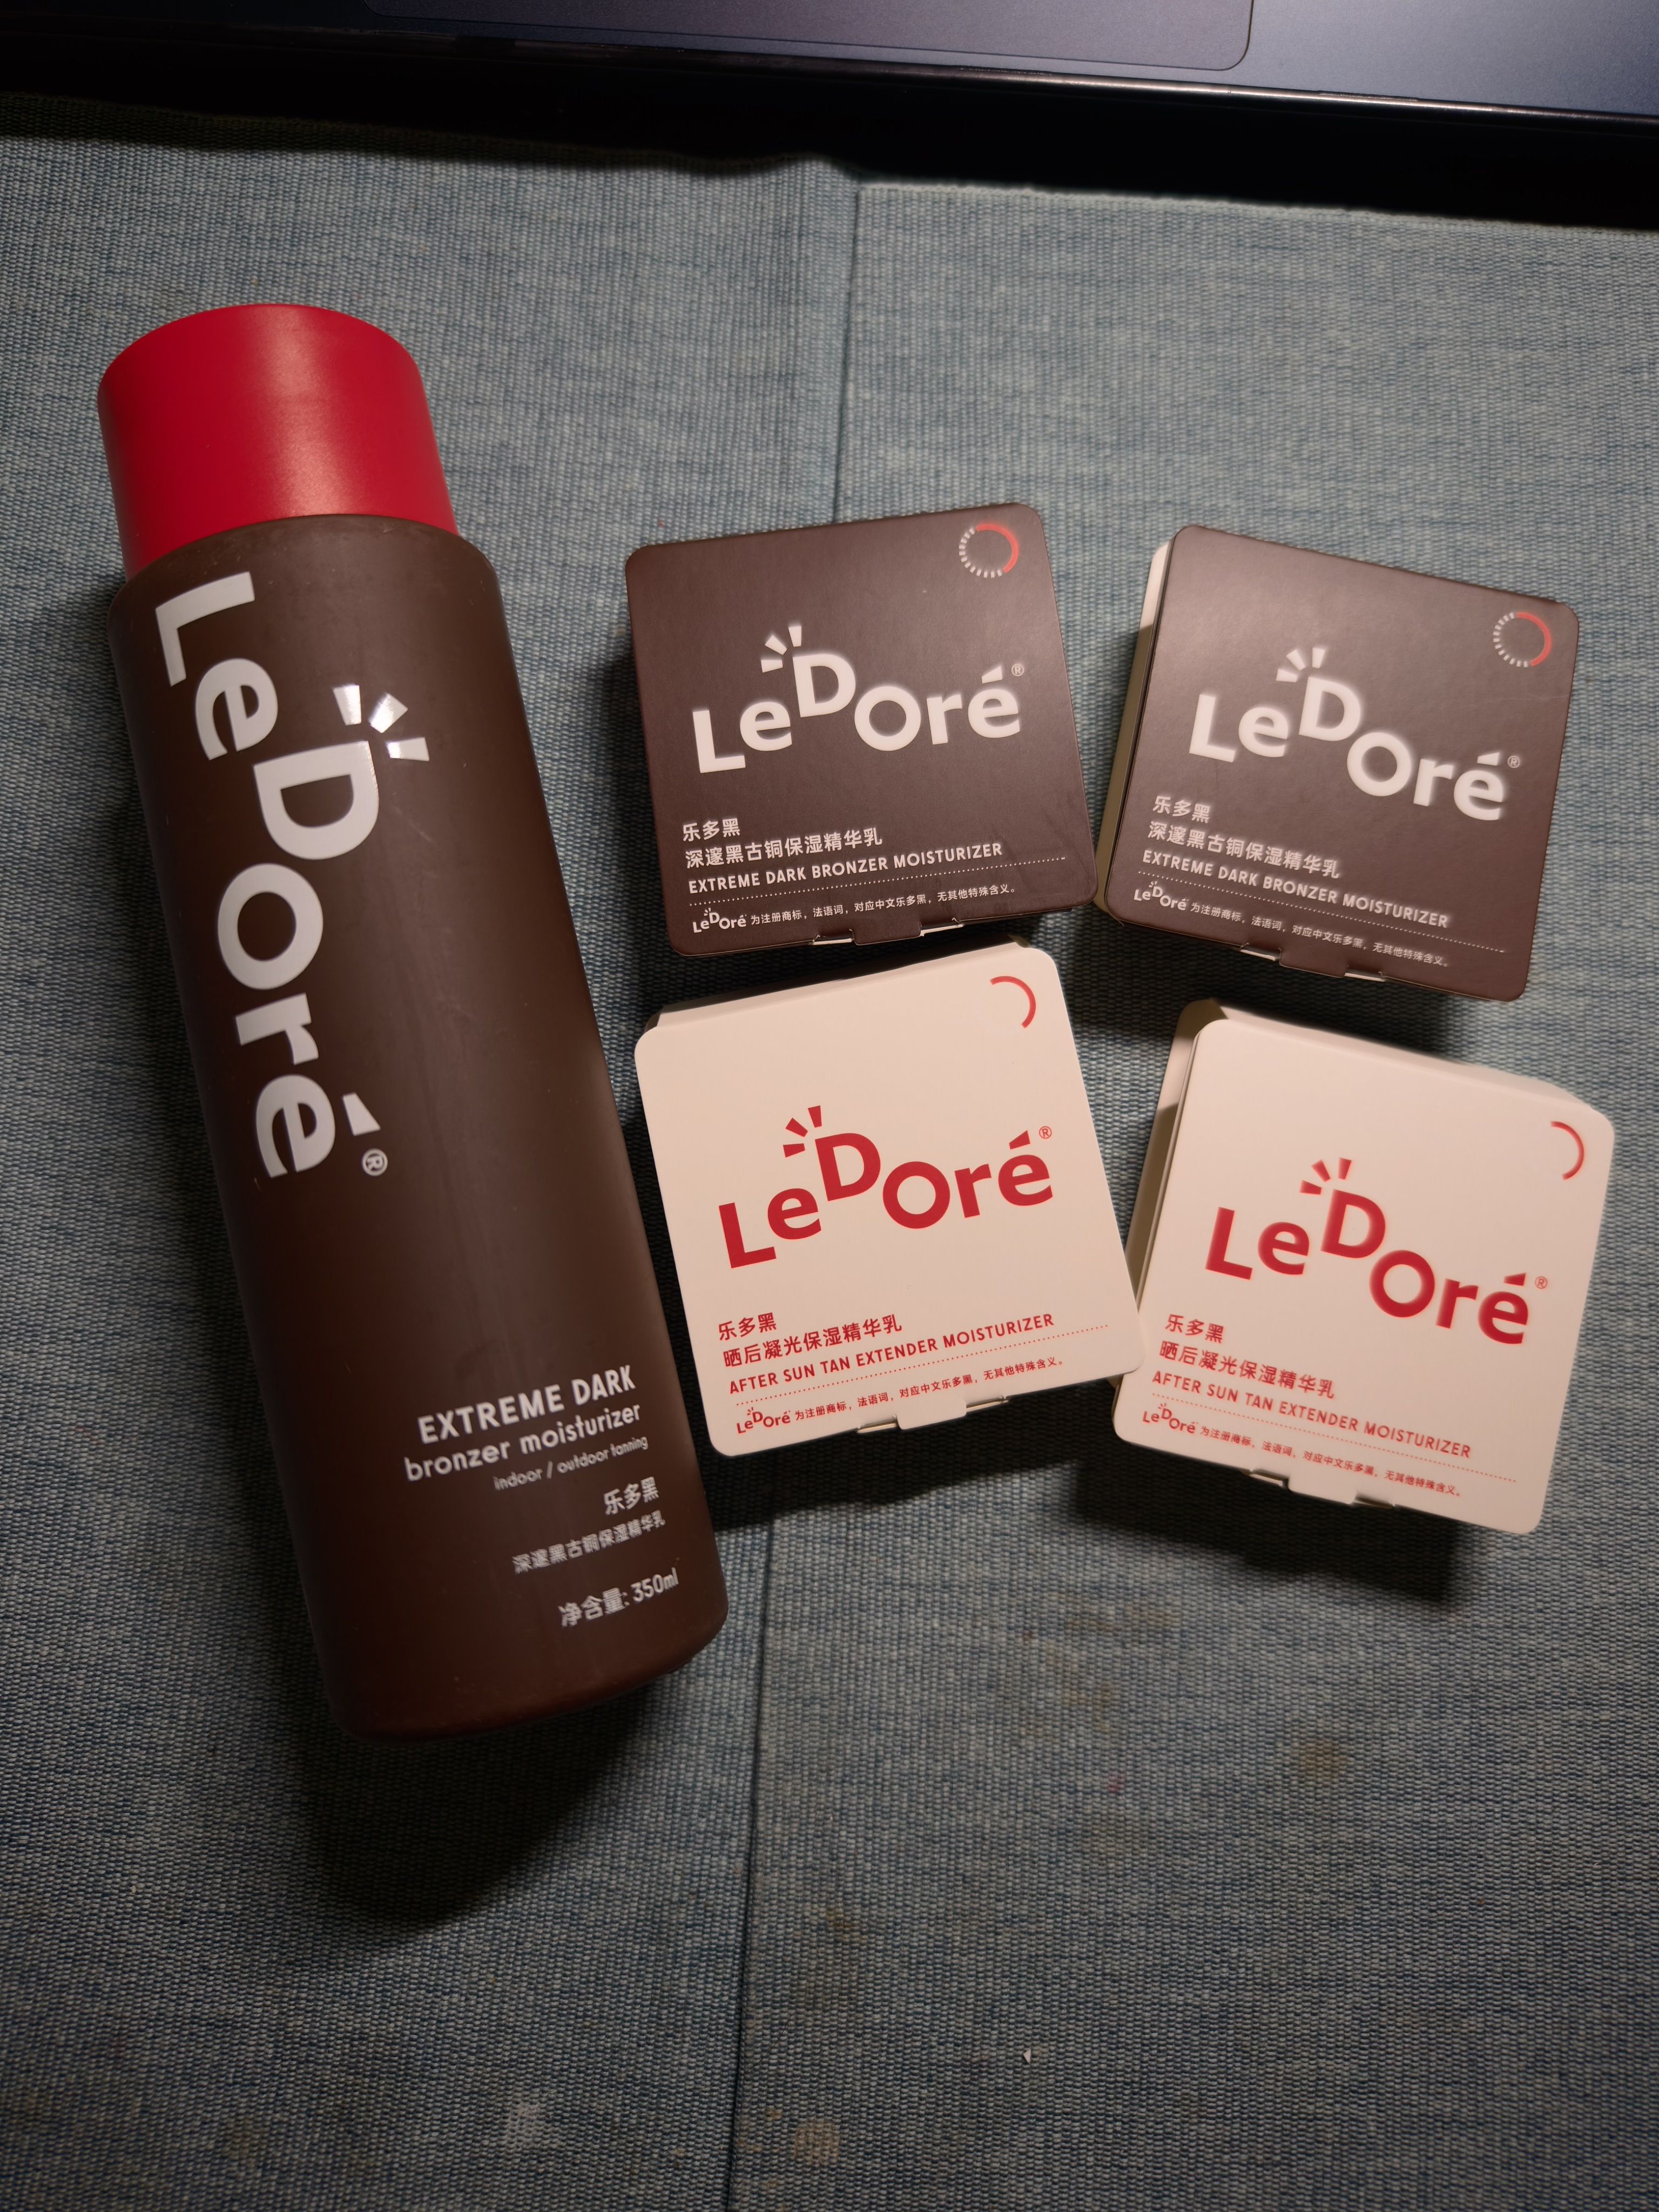 LeDoré®
EXTREME DARK
bronzer moisturizer
indoor / outdoor tanning
乐多黑
深邃黑古铜保湿精华乳
净含量: 350ml
LeDoré®
乐多黑
深邃黑古铜保湿精华乳
EXTREME DARK BRONZER MOISTURIZER
LeDoré® 为注册商标，法语词，对应中文乐多黑，无其他特殊含义。
LeDoré®
乐多黑
深邃黑古铜保湿精华乳
EXTREME DARK BRONZER MOISTURIZER
LeDoré® 为注册商标，法语词，对应中文乐多黑，无其他特殊含义。
LeDoré®
乐多黑
晒后凝光保湿精华乳
AFTER SUN TAN EXTENDER MOISTURIZER
LeDoré® 为注册商标，法语词，对应中文乐多黑，无其他特殊含义。
LeDoré®
乐多黑
晒后凝光保湿精华乳
AFTER SUN TAN EXTENDER MOISTURIZER
LeDoré® 为注册商标，法语词，对应中文乐多黑，无其他特殊含义。